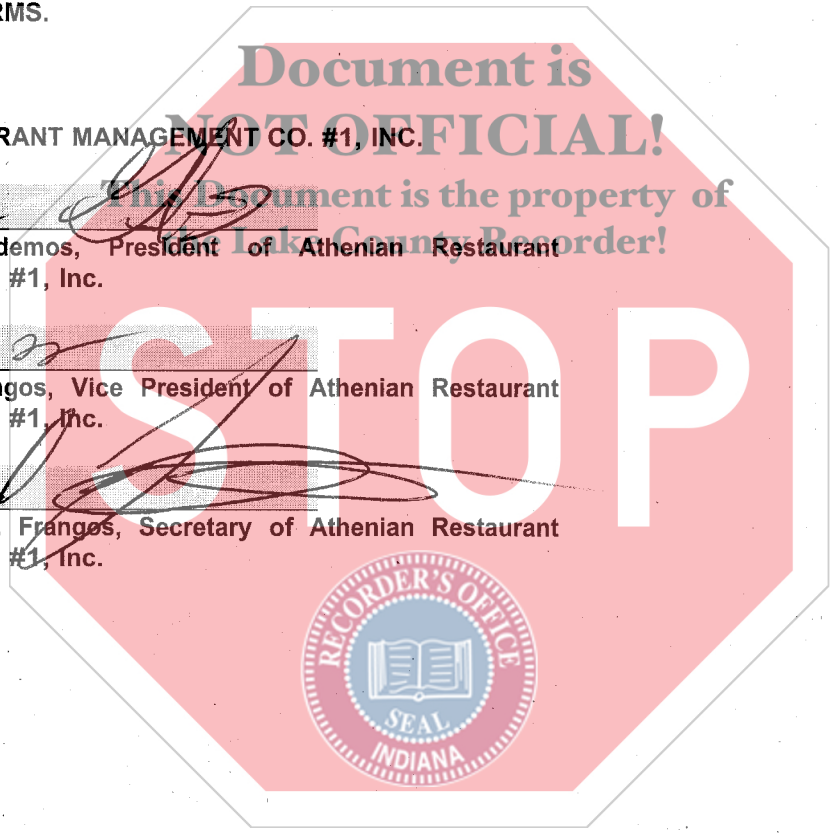 RMS.
Document is
NOT OFFICIAL!
RANT MANAGEMENT CO. #1, INC.
This Document is the property of
the Lake County Recorder!
demos, President of Athenian Restaurant
#1, Inc.
STOP
gos, Vice President of Athenian Restaurant
#1, Inc.
Frangos, Secretary of Athenian Restaurant
#1, Inc.
RECORDER'S OFFICE
SEAL
INDIANA